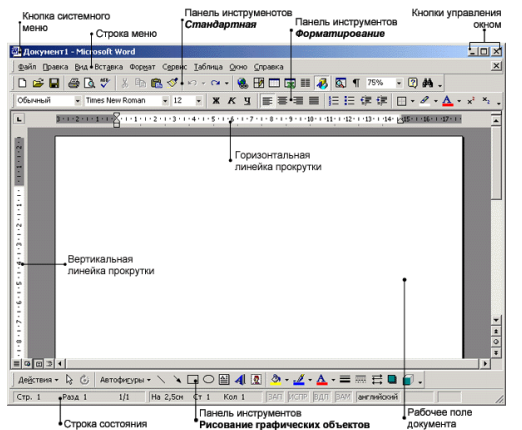 Кнопка системного
меню
Строка меню
Панель инструменотов
Стандартная
Панель инструментов
Форматирование
Кнопки управления
окном
Документ1 - Microsoft Word
Файл Правка Вид Вставка Формат Сервис Таблица Окно Справка
75%
Обычный Times New Roman 12 Ж К Ч
Горизонтальная
линейка прокрутки
Вертикальная
линейка прокрутки
Действия Автофигуры
Стр. 1 Разд 1 1/1 На 2,5см Ст 1 Кол 1 ЗАП ИСПР ВДЛ ЗАМ английский
Строка состояния
Панель инструментов
Рисование графических объектов
Рабочее поле
документа